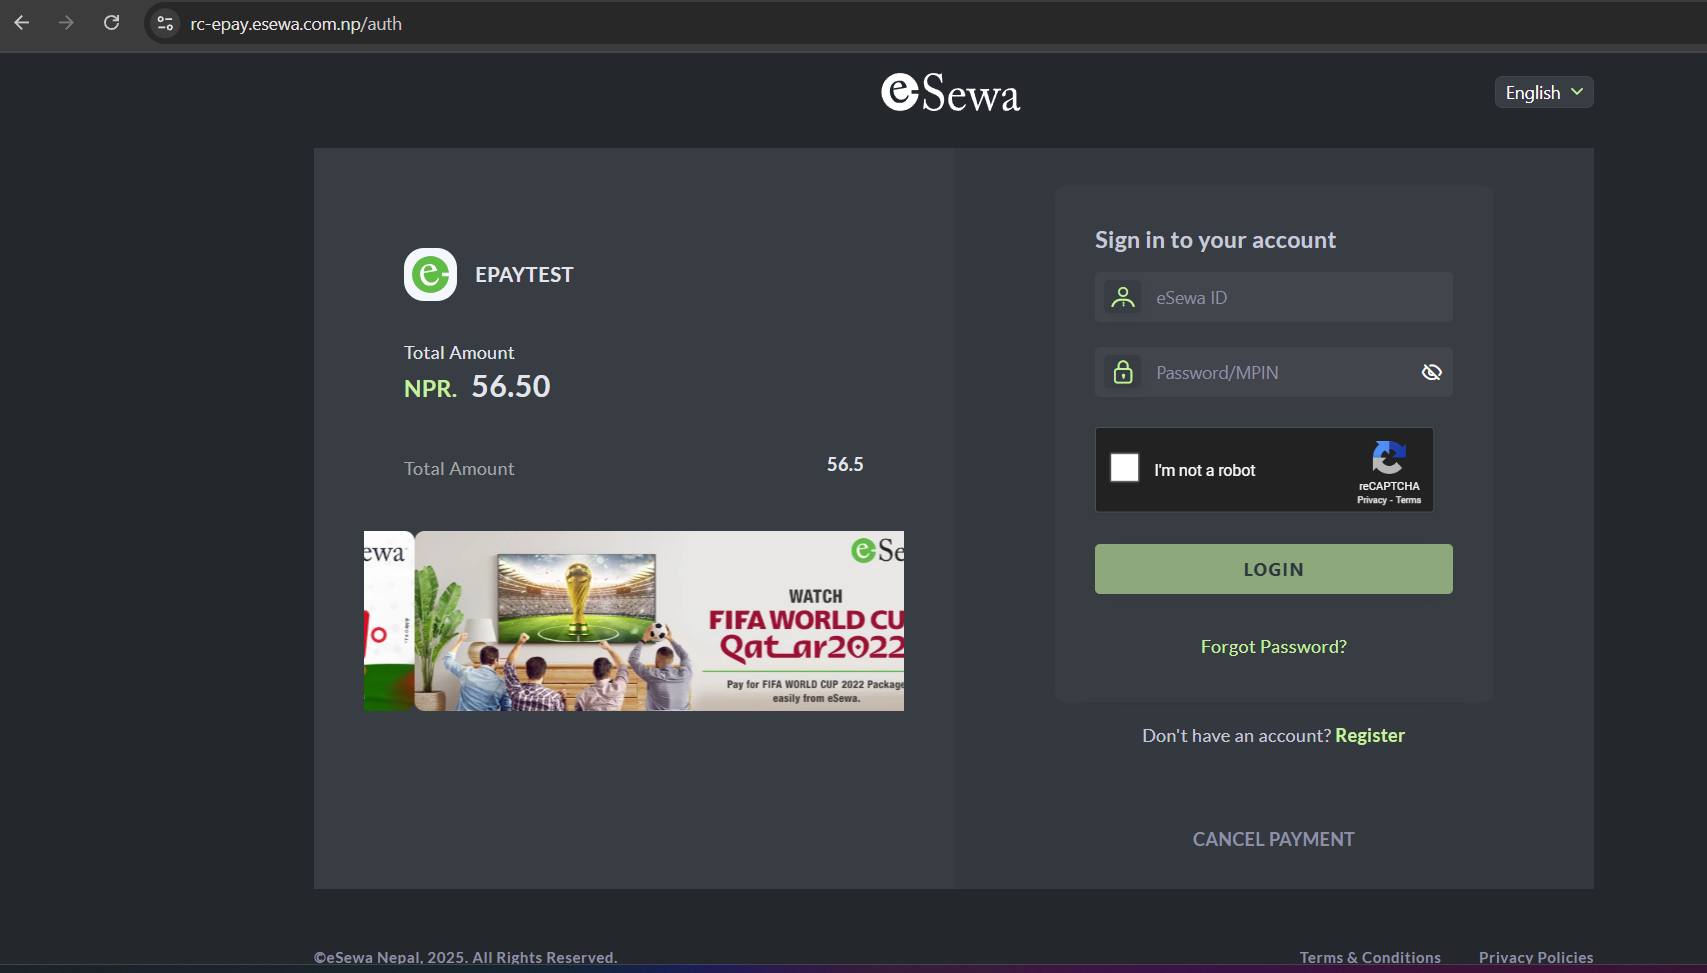 rc-epay.esewa.com.np/auth
eSewa
English
EPAYTEST
Total Amount
NPR. 56.50
Total Amount 56.5
ewa
eSe
WATCH
FIFA WORLD CU
Qatar2022
Pay for FIFA WORLD CUP 2022 Package
easily from eSewa.
Sign in to your account
eSewa ID
Password/MPIN
I'm not a robot
reCAPTCHA
Privacy - Terms
LOGIN
Forgot Password?
Don't have an account? Register
CANCEL PAYMENT
©eSewa Nepal, 2025. All Rights Reserved.
Terms & Conditions Privacy Policies